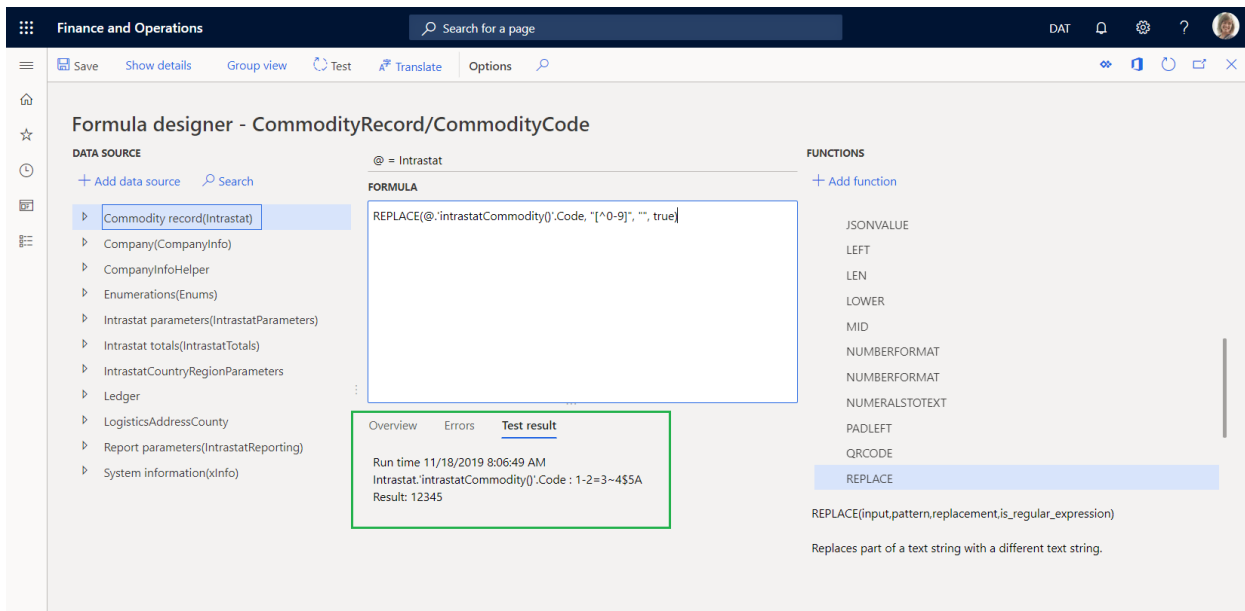 Finance and Operations
Search for a page
DAT
Save
Show details
Group view
Test
Translate
Options
Formula designer - CommodityRecord/CommodityCode
DATA SOURCE
Add data source
Search
Commodity record(Intrastat)
Company(CompanyInfo)
CompanyInfoHelper
Enumerations(Enums)
Intrastat parameters(IntrastatParameters)
Intrastat totals(IntrastatTotals)
IntrastatCountryRegionParameters
Ledger
LogisticsAddressCounty
Report parameters(IntrastatReporting)
System information(xInfo)
@ = Intrastat
FORMULA
REPLACE(@.'intrastatCommodity()'.Code, "[^0-9]", "", true)
Overview
Errors
Test result
Run time 11/18/2019 8:06:49 AM
Intrastat.'intrastatCommodity()'.Code : 1-2=3~4$5A
Result: 12345
FUNCTIONS
Add function
JSONVALUE
LEFT
LEN
LOWER
MID
NUMBERFORMAT
NUMBERFORMAT
NUMERALSTOTEXT
PADLEFT
QRCODE
REPLACE
REPLACE(input,pattern,replacement,is_regular_expression)
Replaces part of a text string with a different text string.